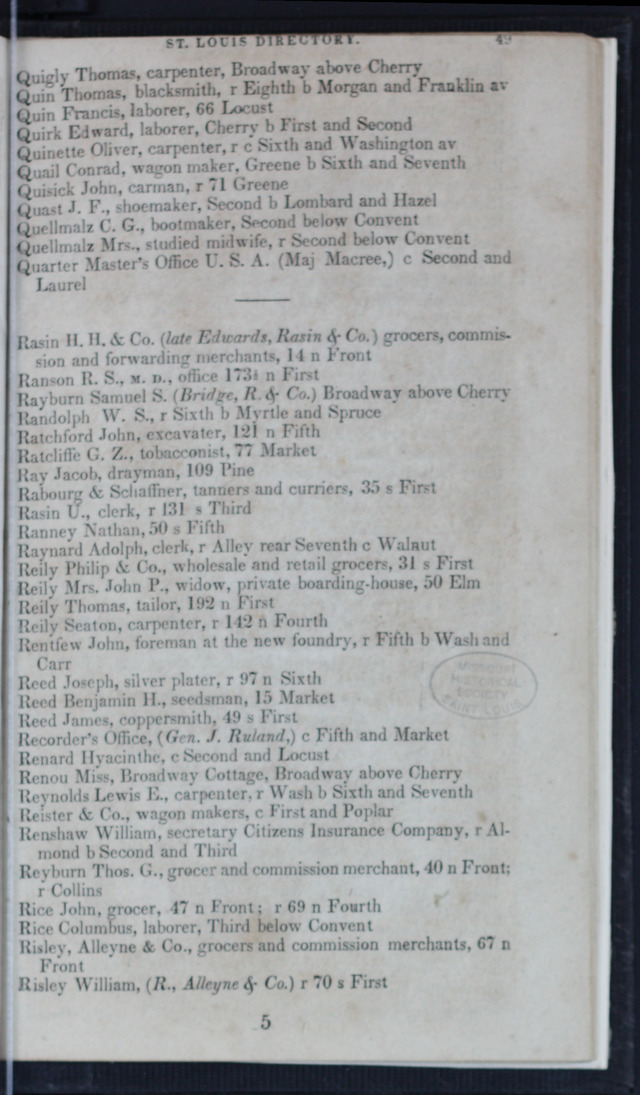 ST. LOUIS DIRECTORY. 49
Quigly Thomas, carpenter, Broadway above Cherry
Quin Thomas, blacksmith, r Eighth b Morgan and Franklin av
Quin Francis, laborer, 66 Locust
Quirk Edward, laborer, Cherry b First and Second
Quinette Oliver, carpenter, r c Sixth and Washington av
Quail Conrad, wagon maker, Greene b Sixth and Seventh
Quisick John, carman, r 71 Greene
Quast J. F., shoemaker, Second b Lombard and Hazel
Quellmalz C. G., bootmaker, Second below Convent
Quellmalz Mrs., studied midwife, r Second below Convent
Quarter Master's Office U. S. A. (Maj Macree,) c Second and
Laurel
Rasin H. H. & Co. (late Edwards, Rasin & Co.) grocers, commis-
sion and forwarding merchants, 14 n Front
Ranson R. S., M. D., office 173½ n First
Rayburn Samuel S. (Bridge, R. & Co.) Broadway above Cherry
Randolph W. S., r Sixth b Myrtle and Spruce
Ratchford John, excavater, 121 n Fifth
Ratcliffe G. Z., tobacconist, 77 Market
Ray Jacob, drayman, 109 Pine
Rabourg & Schaffner, tanners and curriers, 35 s First
Rasin U., clerk, r 131 s Third
Ranney Nathan, 50 s Fifth
Raynard Adolph, clerk, r Alley rear Seventh c Walnut
Reily Philip & Co., wholesale and retail grocers, 31 s First
Reily Mrs. John P., widow, private boarding-house, 50 Elm
Reily Thomas, tailor, 192 n First
Reily Seaton, carpenter, r 142 n Fourth
Rentfew John, foreman at the new foundry, r Fifth b Wash and
Carr
Reed Joseph, silver plater, r 97 n Sixth
Reed Benjamin H., seedsman, 15 Market
Reed James, coppersmith, 49 s First
Recorder's Office, (Gen. J. Ruland,) c Fifth and Market
Renard Hyacinthe, c Second and Locust
Renou Miss, Broadway Cottage, Broadway above Cherry
Reynolds Lewis E., carpenter, r Wash b Sixth and Seventh
Reister & Co., wagon makers, c First and Poplar
Renshaw William, secretary Citizens Insurance Company, r Al-
mond b Second and Third
Reyburn Thos. G., grocer and commission merchant, 40 n Front;
r Collins
Rice John, grocer, 47 n Front; r 69 n Fourth
Rice Columbus, laborer, Third below Convent
Risley, Alleyne & Co., grocers and commission merchants, 67 n
Front
Risley William, (R., Alleyne & Co.) r 70 s First
5
MISSOURI
HISTORICAL
SOCIETY
SAINT LOUIS